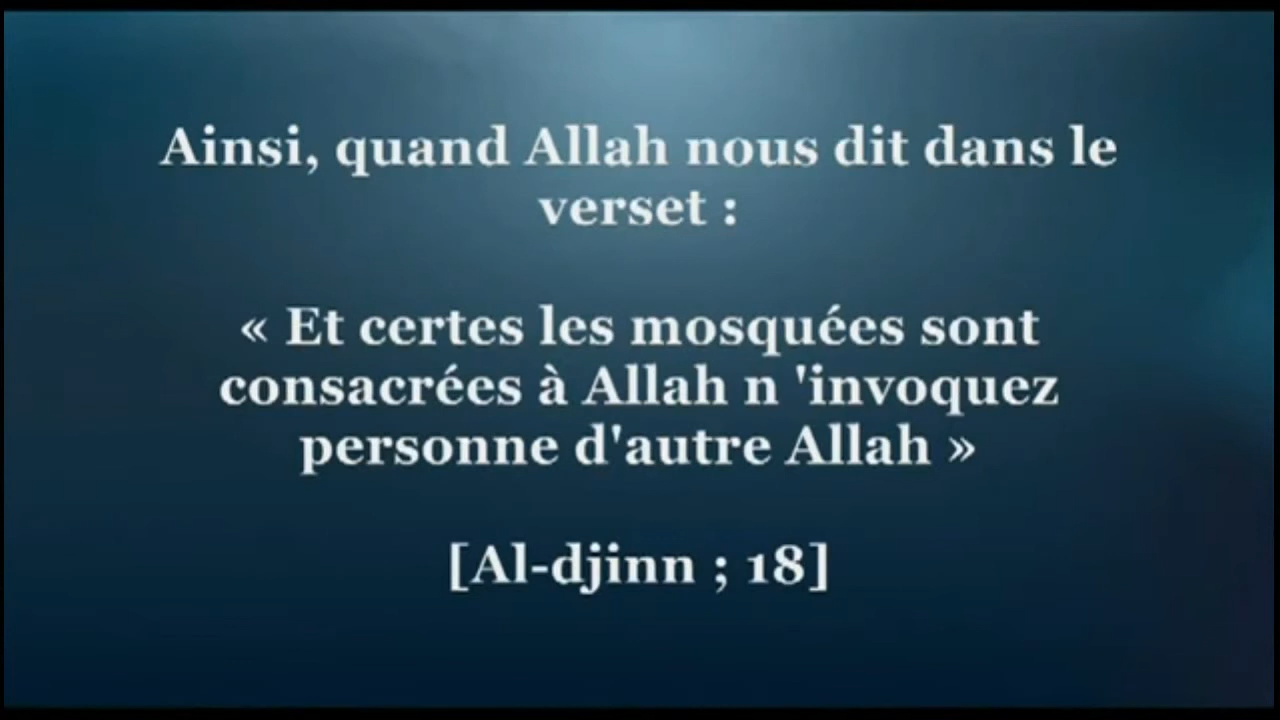 Ainsi, quand Allah nous dit dans le
verset :
« Et certes les mosquées sont
consacrées à Allah n 'invoquez
personne d'autre Allah »
[Al-djinn ; 18]